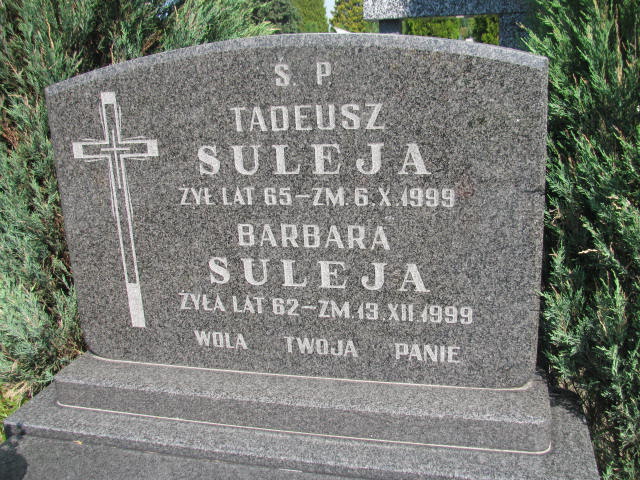 Ś. P.
TADEUSZ
SULEJA
ŻYŁ LAT 65-ZM. 6.X.1999
BARBARA
SULEJA
ŻYŁA LAT 62-ZM. 13.XII.1999
WOLA TWOJA PANIE